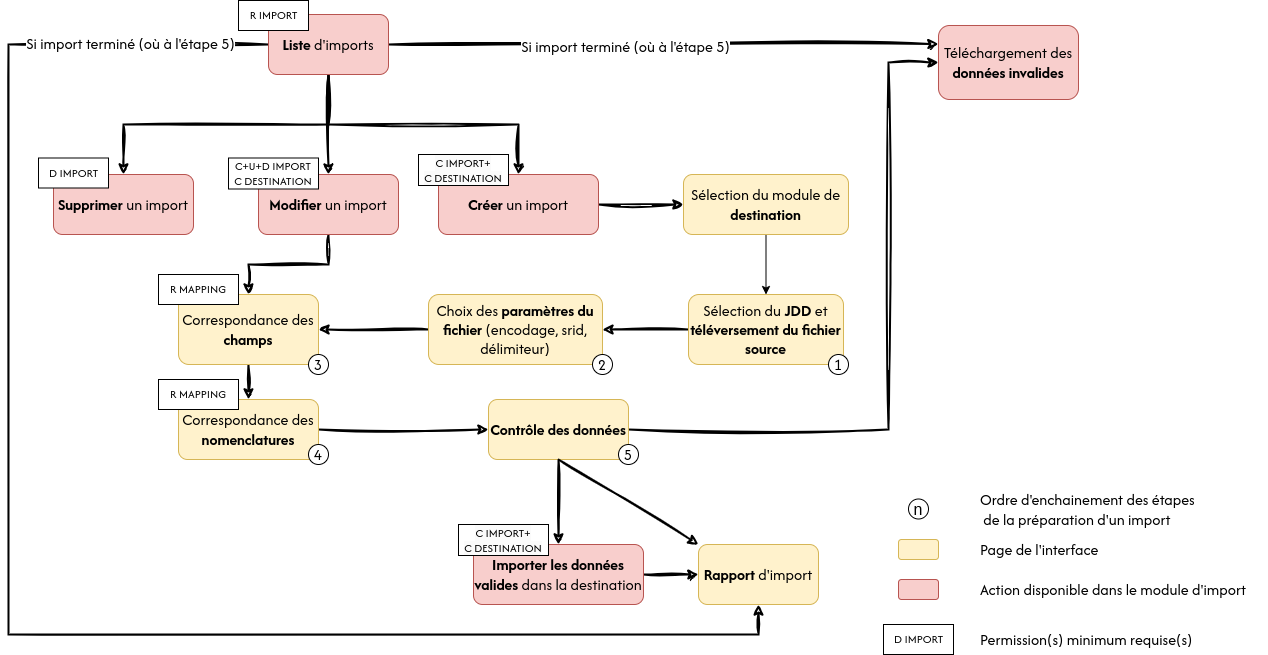 R IMPORT
Liste d'imports
Si import terminé (où à l'étape 5)
Si import terminé (où à l'étape 5)
Téléchargement des
données invalides
D IMPORT
Supprimer un import
C+U+D IMPORT
C DESTINATION
Modifier un import
C IMPORT+
C DESTINATION
Créer un import
Sélection du module de
destination
R MAPPING
Correspondance des
champs
3
Choix des paramètres du
fichier (encodage, srid,
délimiteur)
2
Sélection du JDD et
téléversement du fichier
source
1
R MAPPING
Correspondance des
nomenclatures
4
Contrôle des données
5
C IMPORT+
C DESTINATION
Importer les données
valides dans la destination
Rapport d'import
n
Ordre d'enchainement des étapes
de la préparation d'un import
Page de l'interface
Action disponible dans le module d'import
D IMPORT
Permission(s) minimum requise(s)